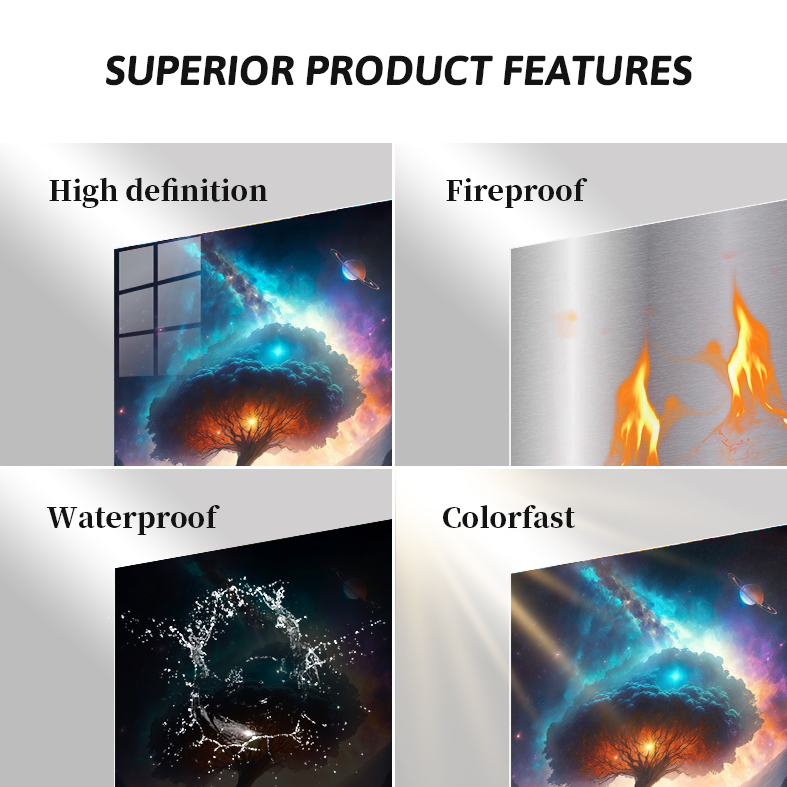 SUPERIOR PRODUCT FEATURES
High definition
Fireproof
Waterproof
Colorfast